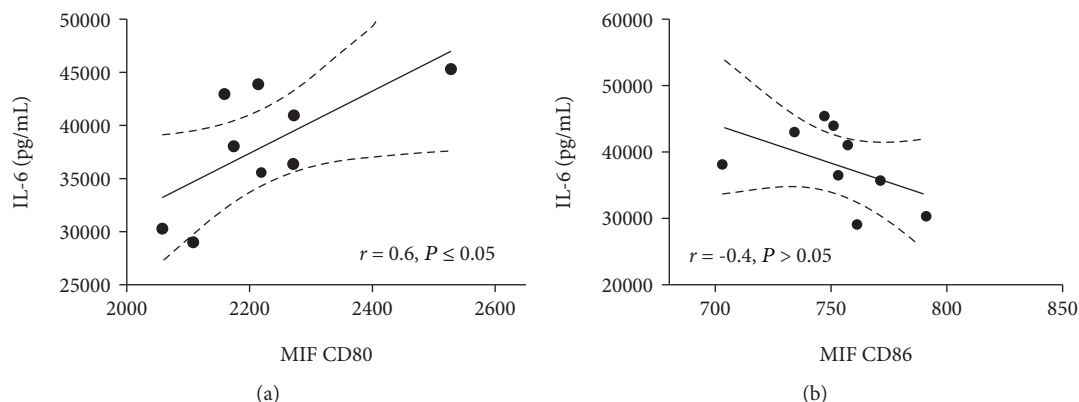 50000
45000
40000
35000
30000
25000
IL-6 (pg/mL)
2000
2200
2400
2600
MIF CD80
r = 0.6, P ≤ 0.05
(a)
60000
50000
40000
30000
20000
IL-6 (pg/mL)
700
750
800
850
MIF CD86
r = -0.4, P > 0.05
(b)